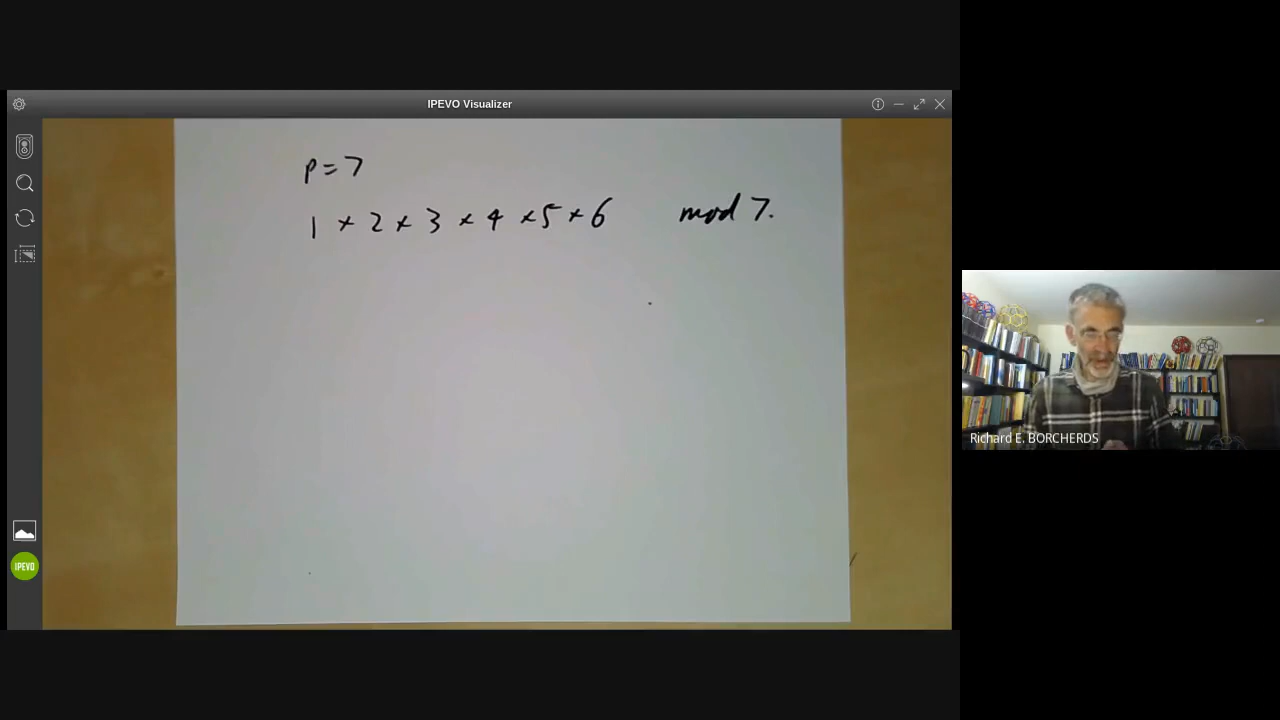 IPEVO Visualizer
p=7
1 × 2 × 3 × 4 × 5 × 6 mod 7.
IPEVO
Richard E. BORCHERDS